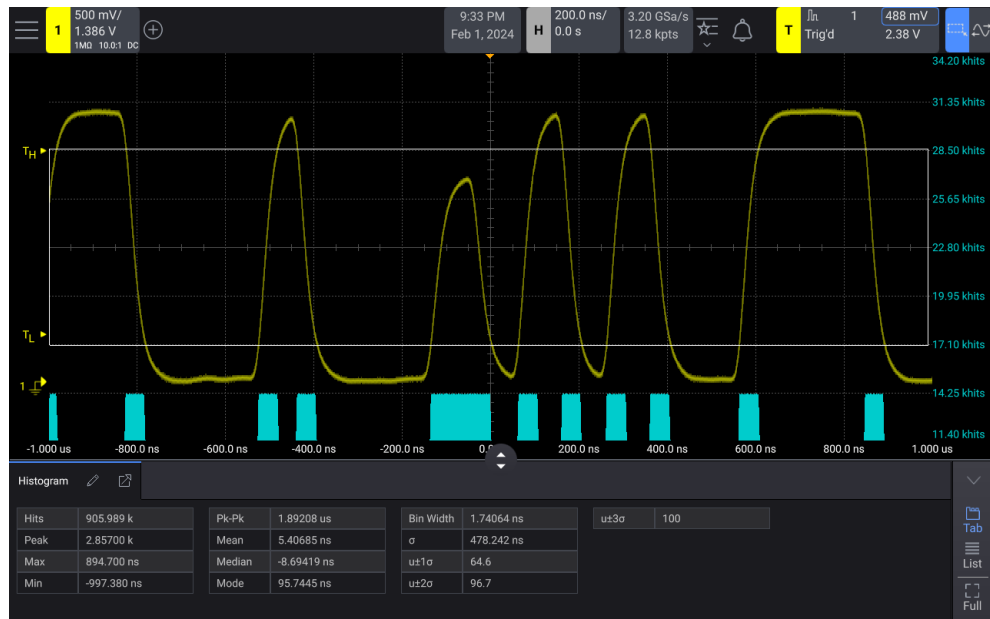 1
500 mV/
1.386 V
1MΩ 10.0:1 DC
9:33 PM
Feb 1, 2024
H
200.0 ns/
0.0 s
3.20 GSa/s
12.8 kpts
T
1
Trig'd
488 mV
2.38 V
34.20 khits
31.35 khits
TH
28.50 khits
25.65 khits
22.80 khits
19.95 khits
TL
17.10 khits
1
14.25 khits
11.40 khits
-1.000 us -800.0 ns -600.0 ns -400.0 ns -200.0 ns 200.0 ns 400.0 ns 600.0 ns 800.0 ns 1.000 us
Histogram
Hits 905.989 k Pk-Pk 1.89208 us Bin Width 1.74064 ns u±3σ 100
Peak 2.85700 k Mean 5.40685 ns σ 478.242 ns
Max 894.700 ns Median -8.69419 ns u±1σ 64.6
Min -997.380 ns Mode 95.7445 ns u±2σ 96.7
Tab
List
Full